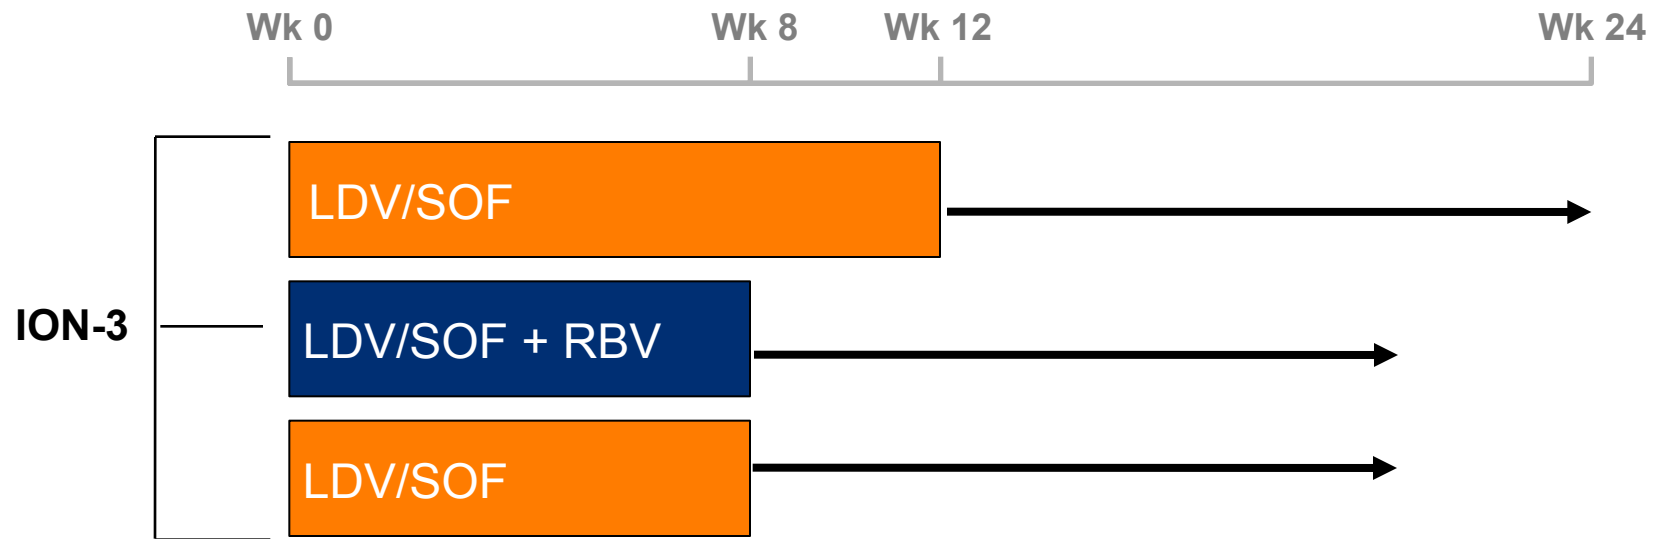 Wk 0 Wk 8 Wk 12 Wk 24
LDV/SOF
ION-3
LDV/SOF + RBV
LDV/SOF